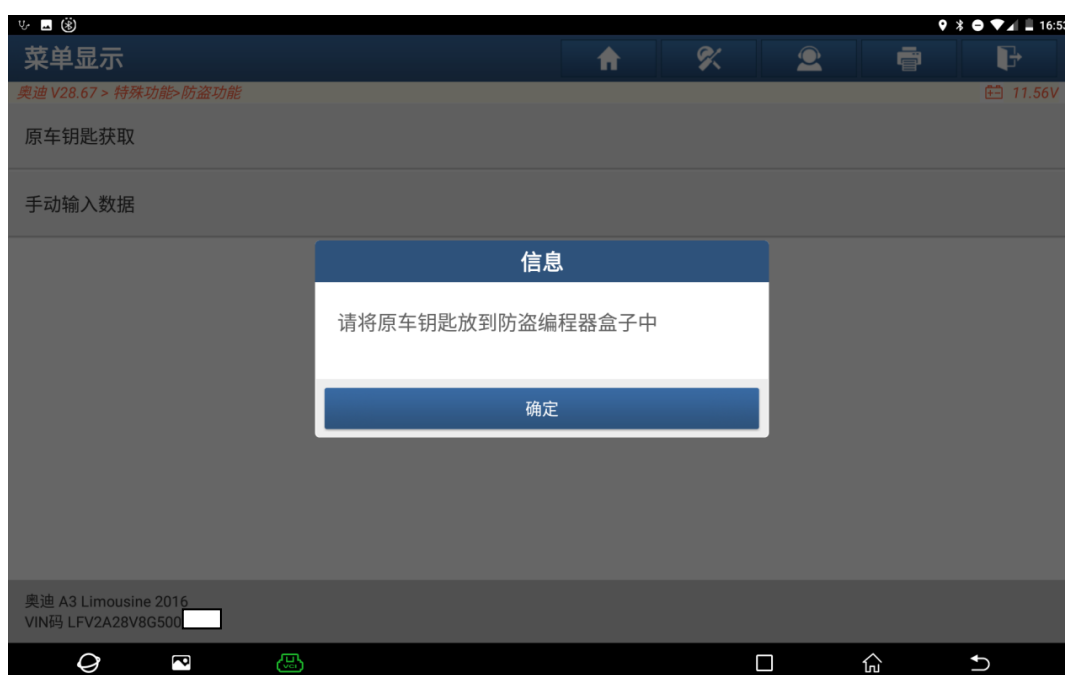 16:53
菜单显示
奥迪 V28.67 > 特殊功能>防盗功能
11.56V
原车钥匙获取
手动输入数据
信息
请将原车钥匙放到防盗编程器盒子中
确定
奥迪 A3 Limousine 2016
VIN码 LFV2A28V8G500
VCI